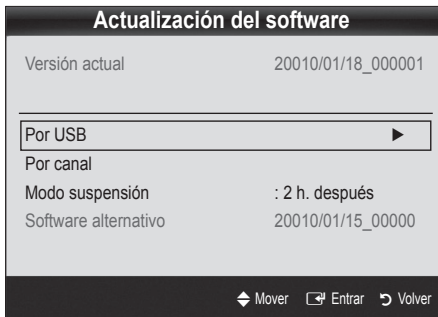 Actualización del software
Versión actual 20010/01/18_000001
Por USB ▶
Por canal
Modo suspensión : 2 h. después
Software alternativo 20010/01/15_00000
Mover Entrar Volver